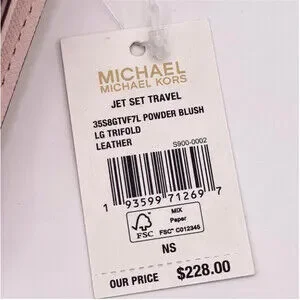 MICHAEL
MICHAEL KORS
JET SET TRAVEL
35S8GTVF7L POWDER BLUSH
LG TRIFOLD
LEATHER
S900-0002
1 93599 71269 7
FSC
MIX
Paper
FSC® C012345
NS
OUR PRICE $228.00